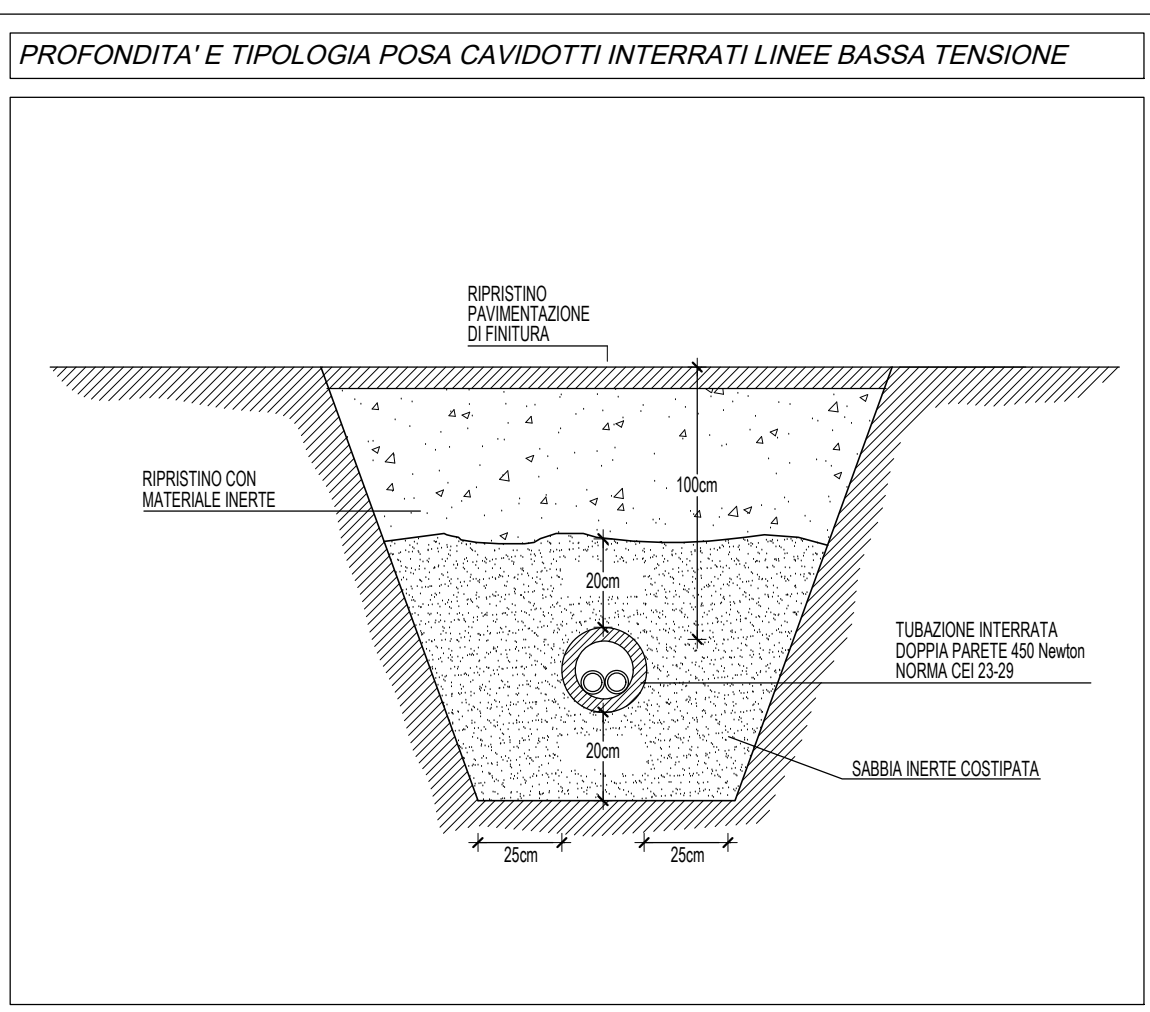 PROFONDITA' E TIPOLOGIA POSA CAVIDOTTI INTERRATI LINEE BASSA TENSIONE
RIPRISTINO
PAVIMENTAZIONE
DI FINITURA
RIPRISTINO CON
MATERIALE INERTE
100cm
20cm
TUBAZIONE INTERRATA
DOPPIA PARETE 450 Newton
NORMA CEI 23-29
20cm
SABBIA INERTE COSTIPATA
25cm
25cm